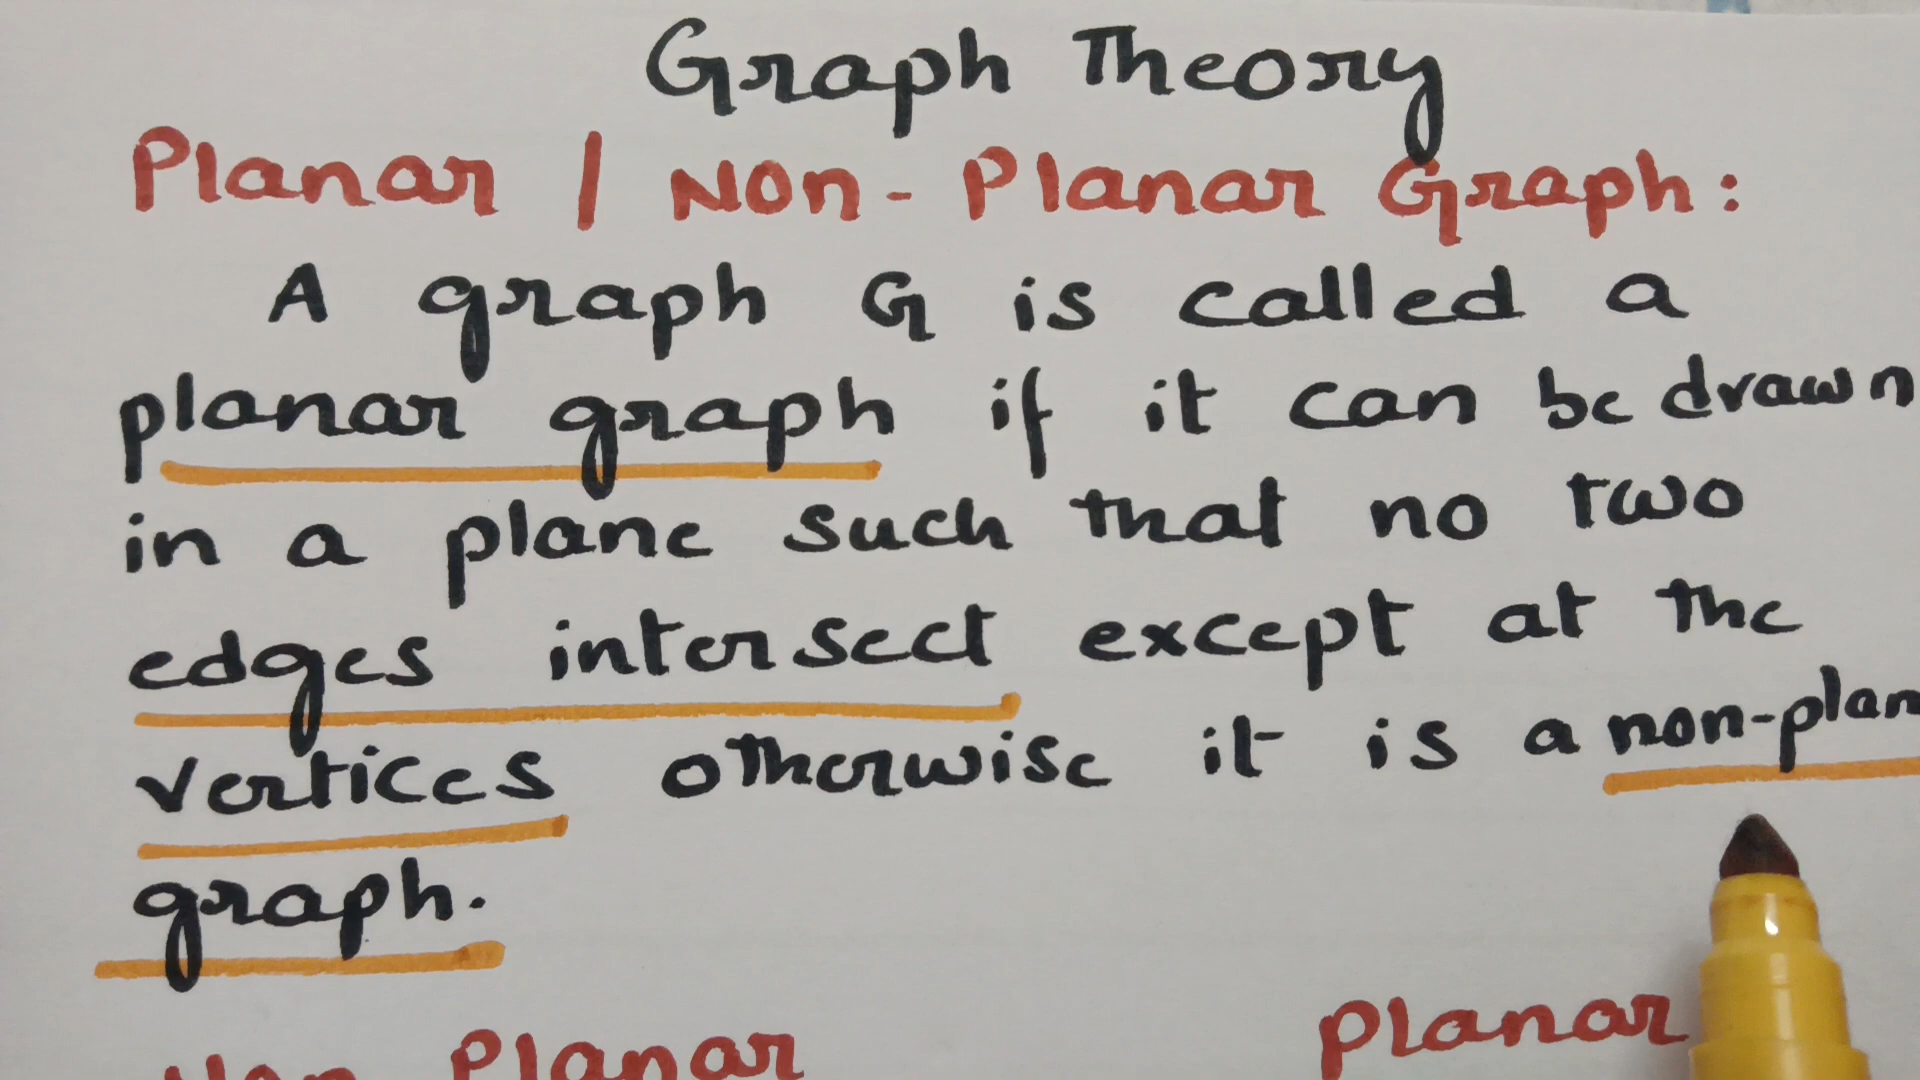 Graph Theory
Planar / Non-Planar Graph:
A graph G is called a
planar graph if it can be drawn
in a plane such that no two
edges intersect except at the
vertices otherwise it is a non-plan
graph.
Non Planar Planar